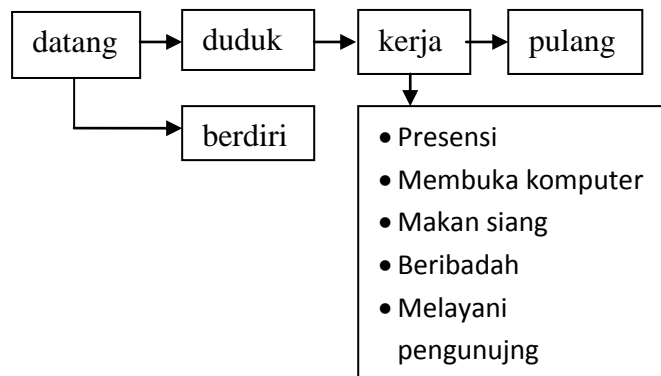 datang
duduk
kerja
pulang
berdiri
• Presensi
• Membuka komputer
• Makan siang
• Beribadah
• Melayani
pengunujng